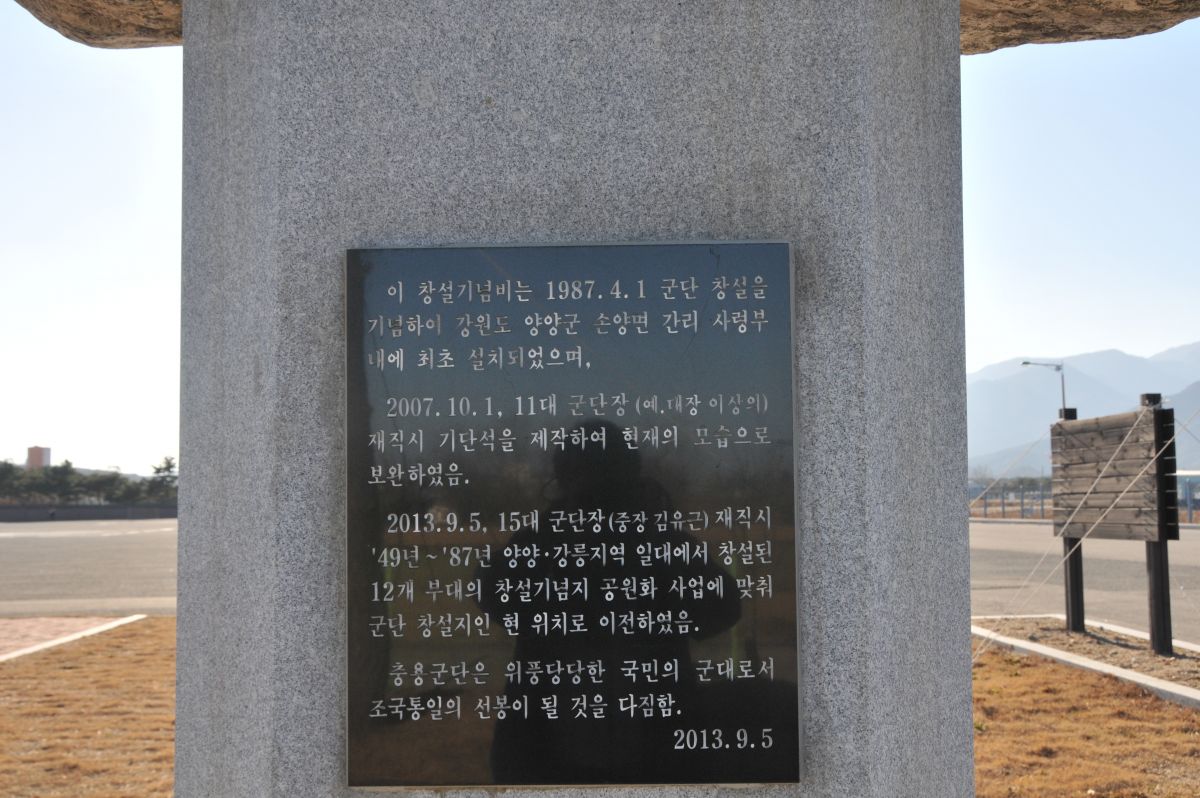 이 창설기념비는 1987.4.1 군단 창설을
기념하여 강원도 양양군 손양면 간리 사령부
내에 최초 설치되었으며,
2007.10.1, 11대 군단장(예.대장 이상의)
재직시 기단석을 제작하여 현재의 모습으로
보완하였음.
2013.9.5, 15대 군단장(중장 김유근) 재직시
'49년~'87년 양양·강릉지역 일대에서 창설된
12개 부대의 창설기념지 공원화 사업에 맞춰
군단 창설지인 현 위치로 이전하였음.
충용군단은 위풍당당한 국민의 군대로서
조국통일의 선봉이 될 것을 다짐함.
2013.9.5